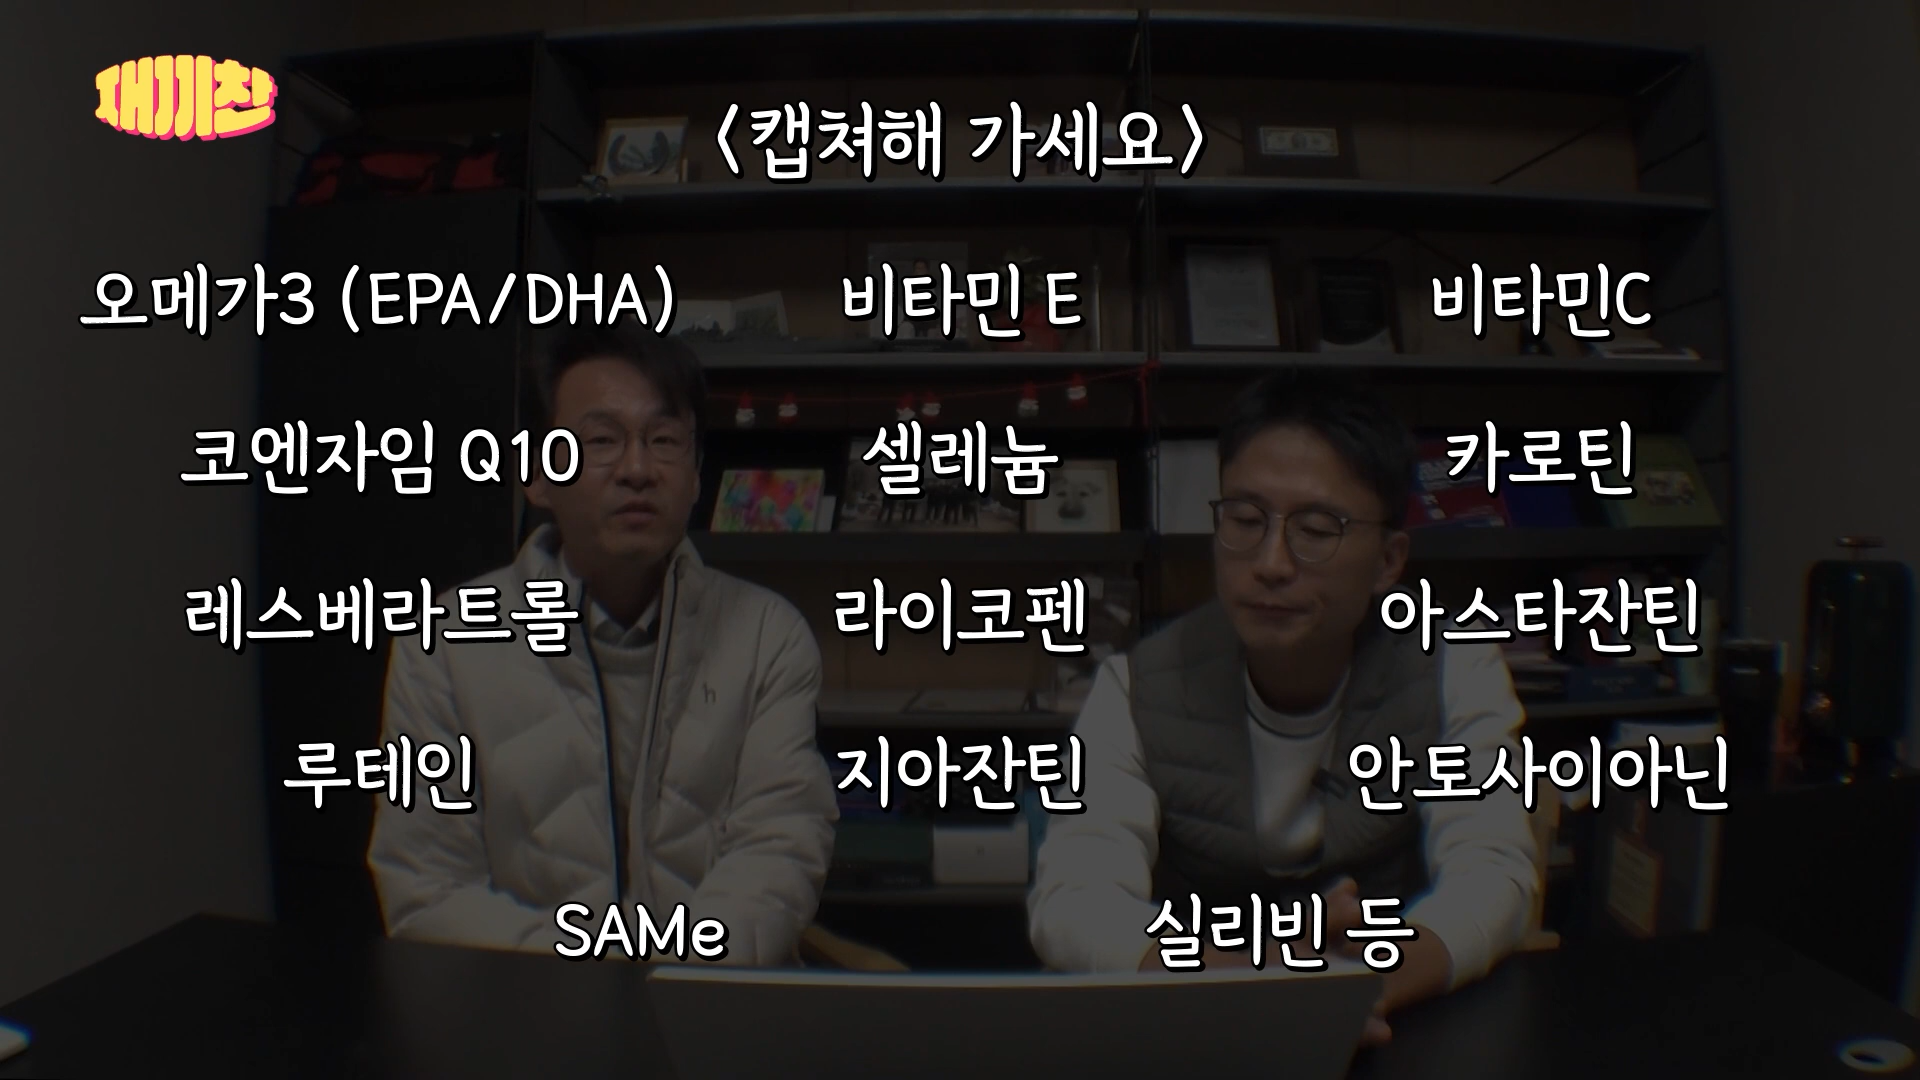 재끼찬
<캡쳐해 가세요>
오메가3 (EPA/DHA) 비타민 E 비타민C
코엔자임 Q10 셀레늄 카로틴
레스베라트롤 라이코펜 아스타잔틴
루테인 지아잔틴 안토사이아닌
SAMe 실리빈 등